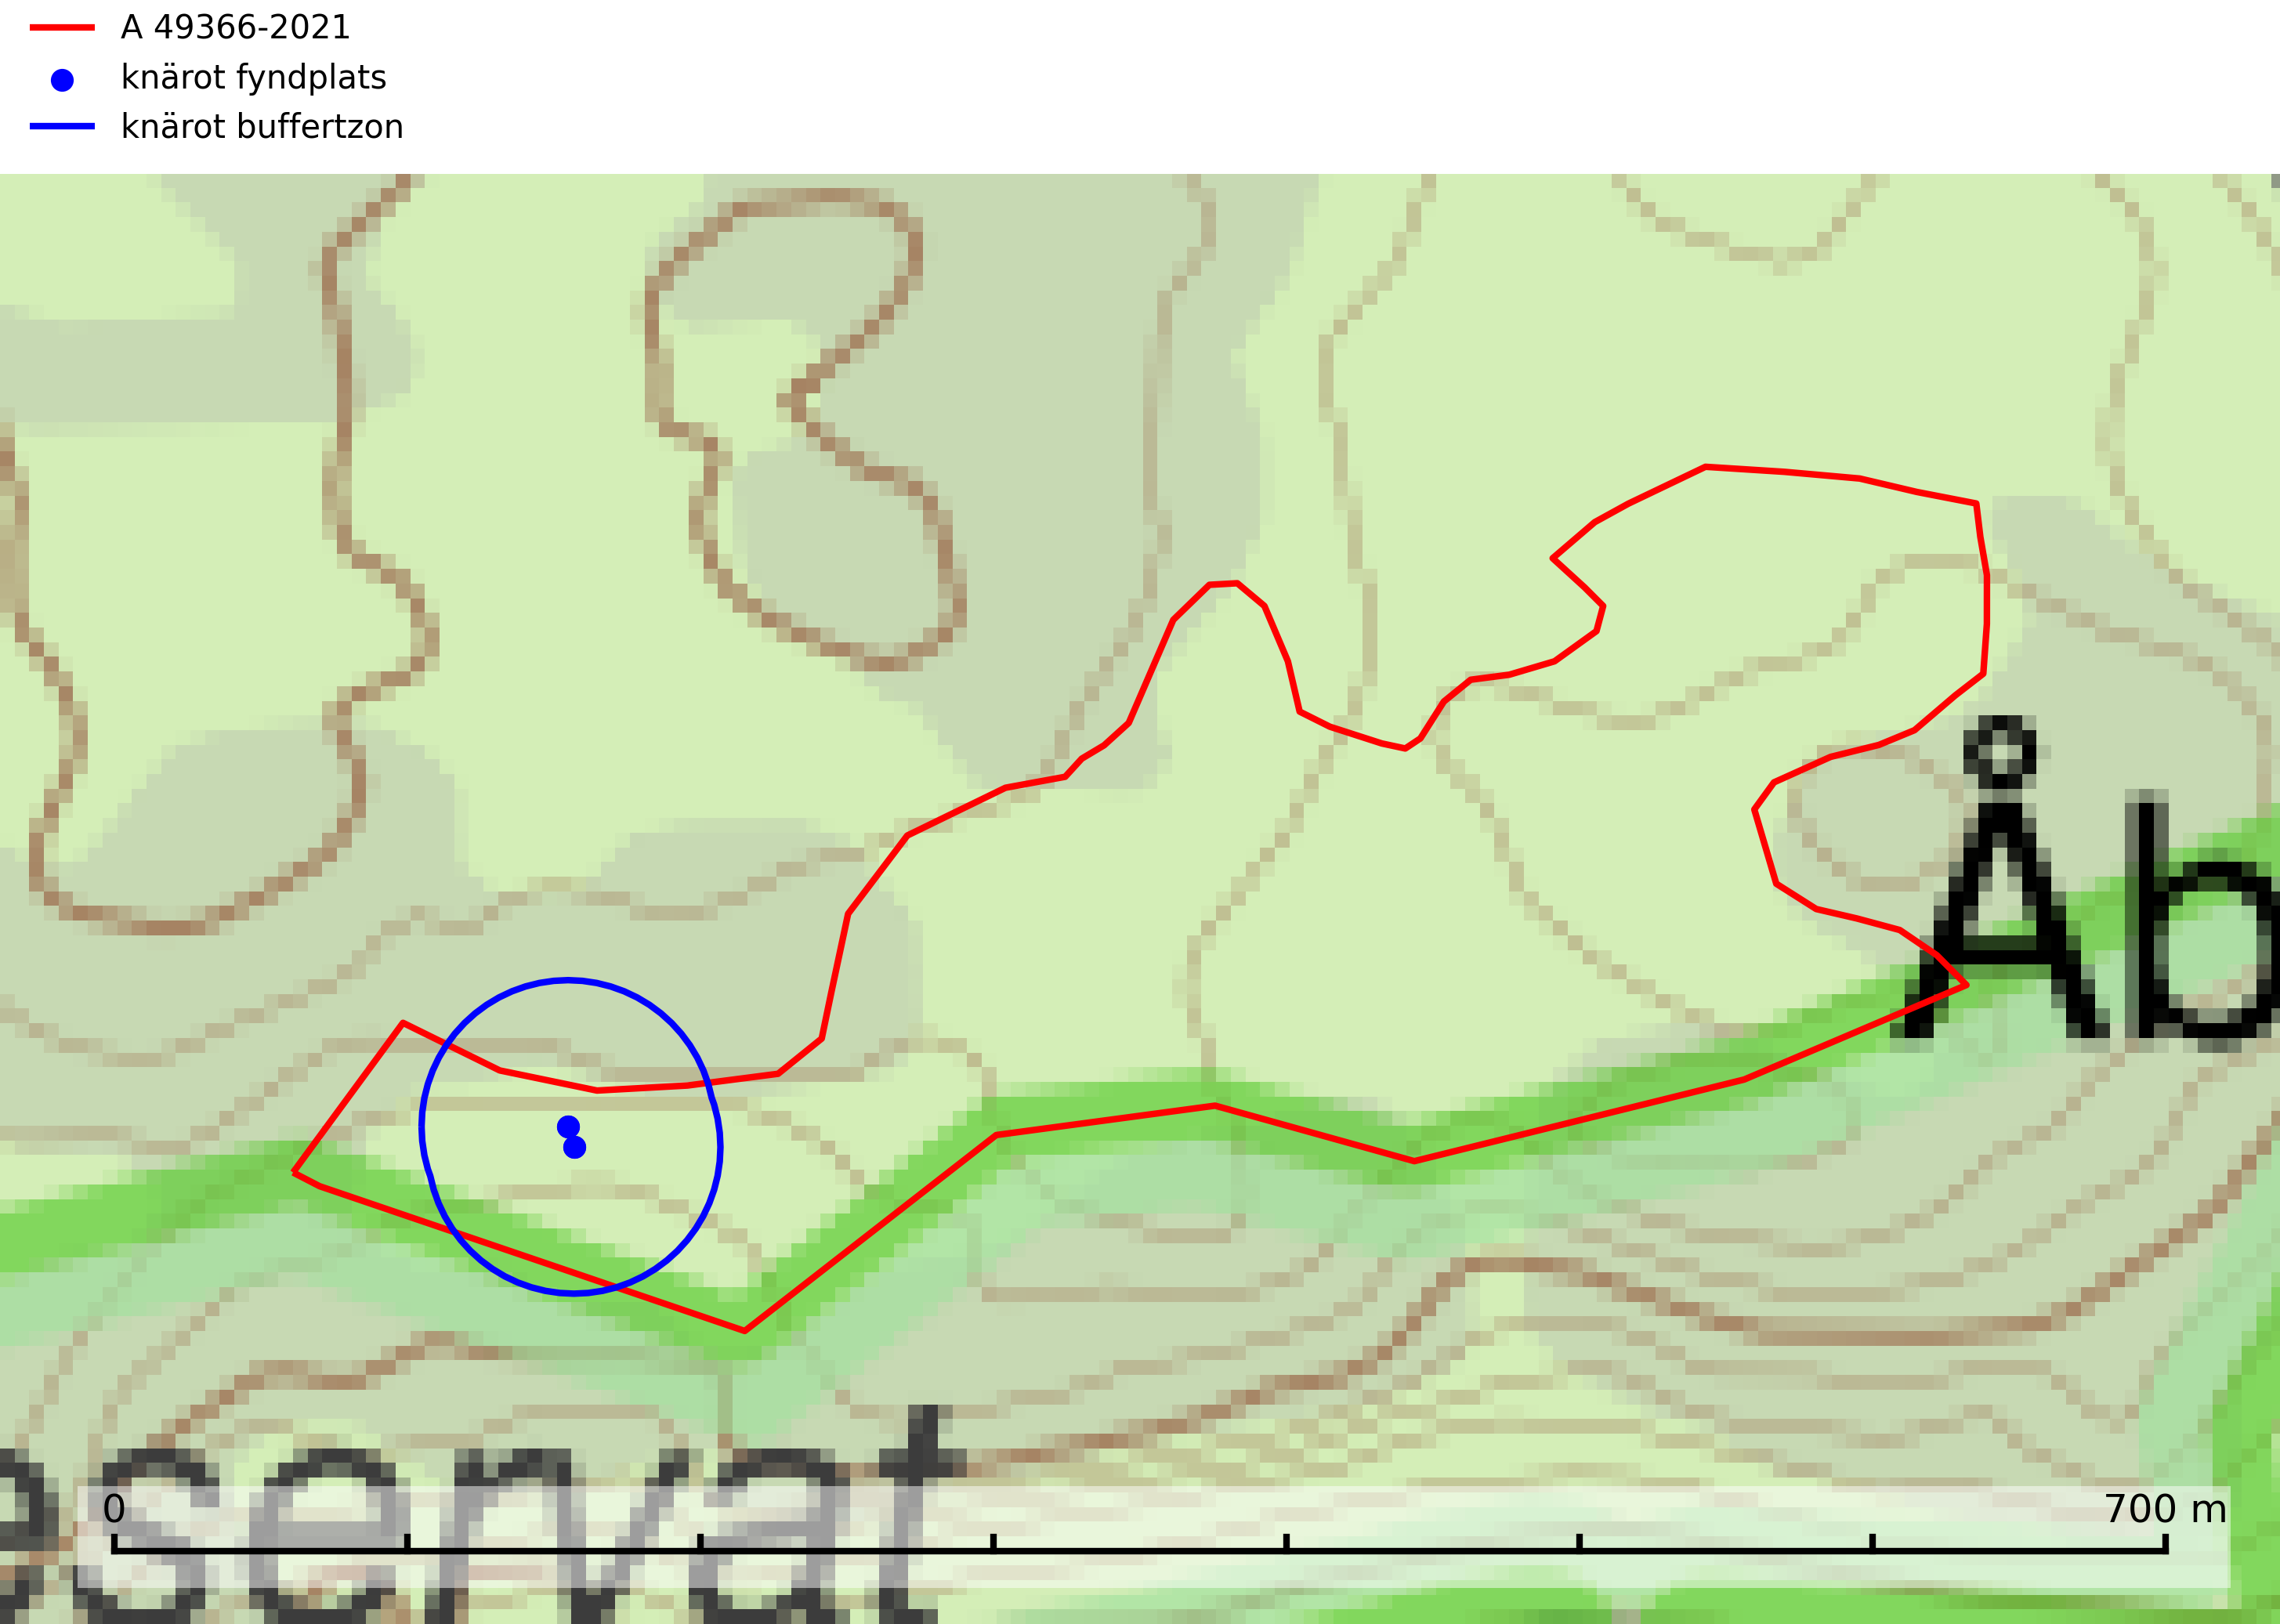 A 49366-2021
knärot fyndplats
knärot buffertzon
Åb
servat
0 700 m